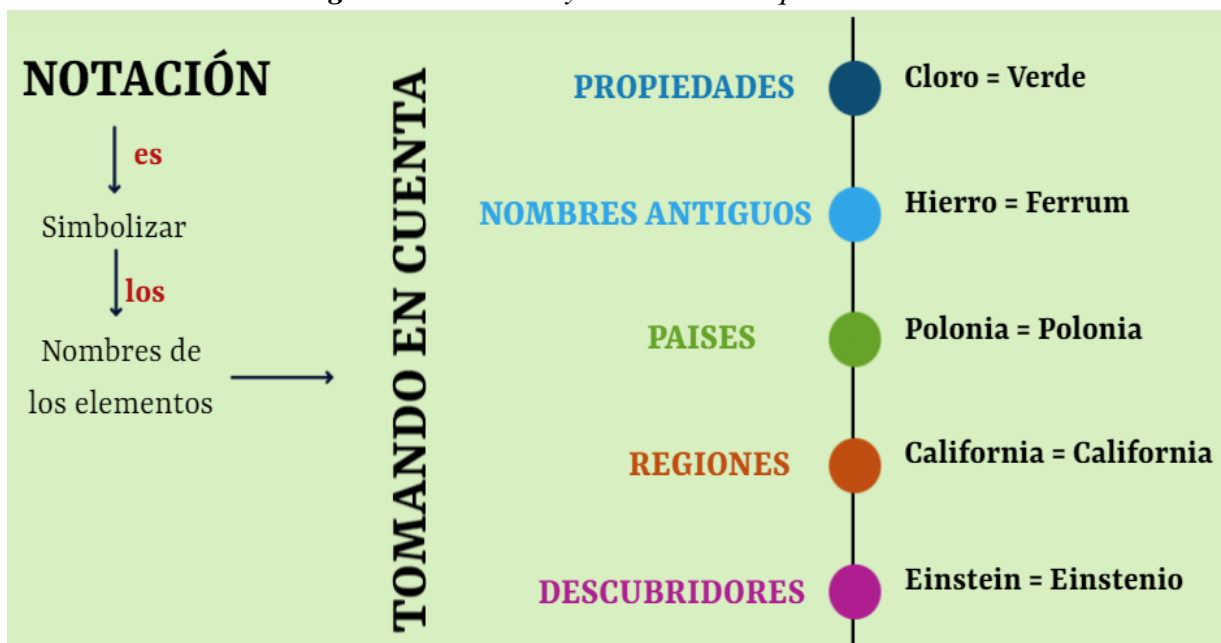 NOTACIÓN
es
Simbolizar
los
Nombres de
los elementos
TOMANDO EN CUENTA
PROPIEDADES
Cloro = Verde
NOMBRES ANTIGUOS
Hierro = Ferrum
PAISES
Polonia = Polonia
REGIONES
California = California
DESCUBRIDORES
Einstein = Einstenio